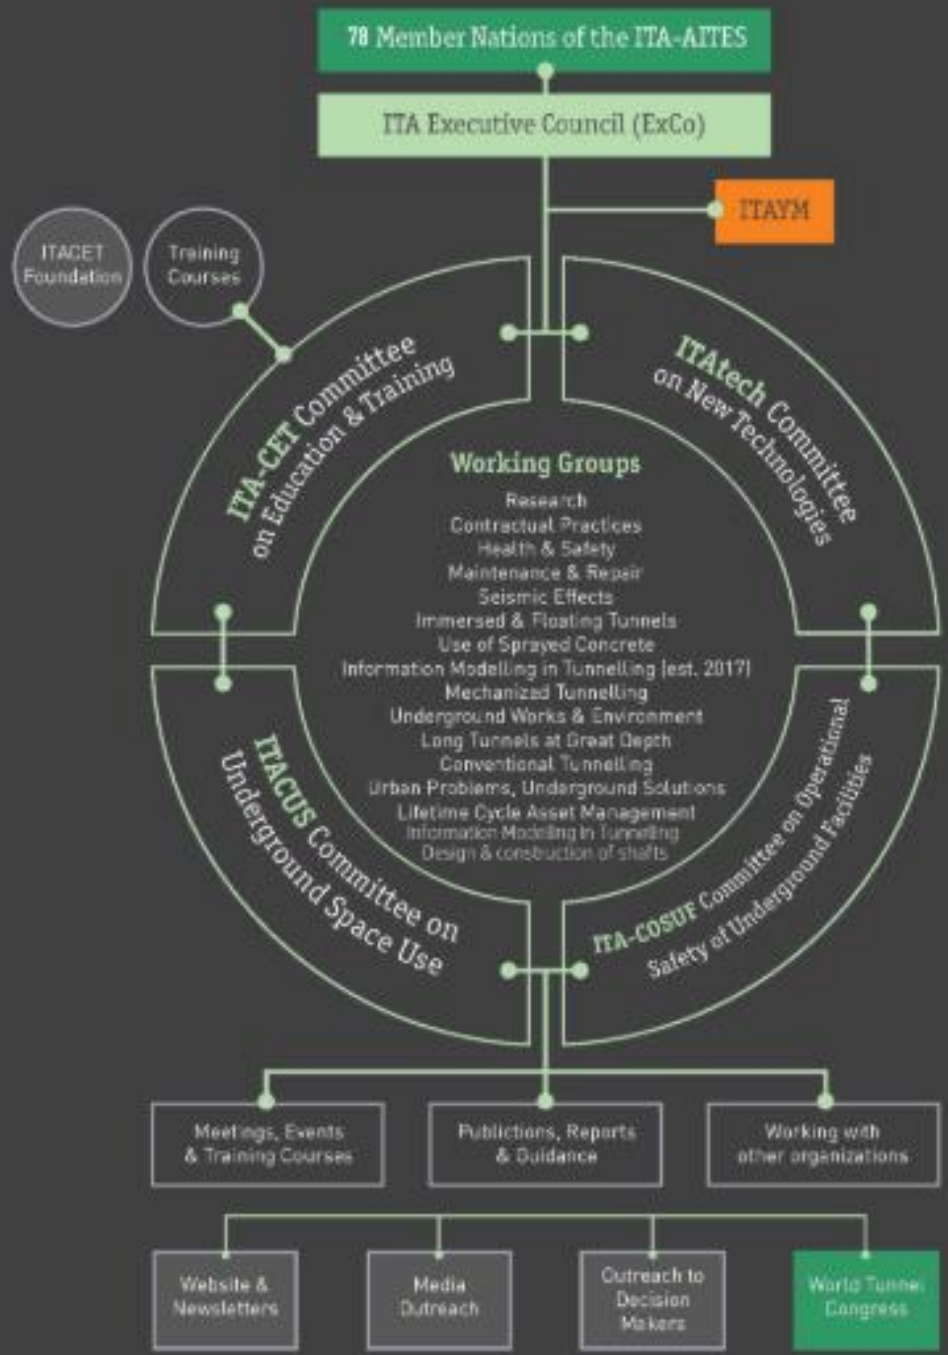 78 Member Nations of the ITA-AITES
ITA Executive Council (ExCo)
ITAYM
ITACET
Foundation
Training
Courses
ITA-CET Committee
on Education & Training
ITAtech Committee
on New Technologies
Working Groups
Research
Contractual Practices
Health & Safety
Maintenance & Repair
Seismic Effects
Immersed & Floating Tunnels
Use of Sprayed Concrete
Information Modelling in Tunnelling (est. 2017)
Mechanized Tunnelling
Underground Works & Environment
Long Tunnels at Great Depth
Conventional Tunnelling
Urban Problems, Underground Solutions
Lifetime Cycle Asset Management
Information Modelling in Tunnelling
Design & construction of shafts
ITACUS Committee on
Underground Space Use
ITA-COSUF Committee on Operational
Safety of Underground Facilities
Meetings, Events
& Training Courses
Publictions, Reports
& Guidance
Working with
other organizations
Website &
Newsletters
Media
Outreach
Outreach to
Decision
Makers
World Tunnel
Congress